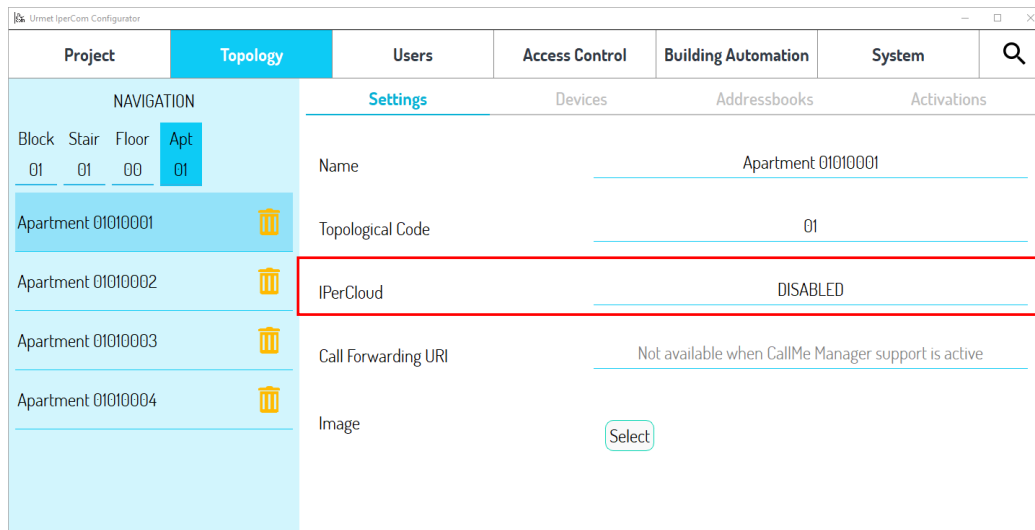 Urmet IperCom Configurator
Project Topology Users Access Control Building Automation System
NAVIGATION
Block Stair Floor Apt
01 01 00 01
Apartment 01010001
Apartment 01010002
Apartment 01010003
Apartment 01010004
Settings Devices Addressbooks Activations
Name Apartment 01010001
Topological Code 01
IPerCloud DISABLED
Call Forwarding URI Not available when CallMe Manager support is active
Image Select